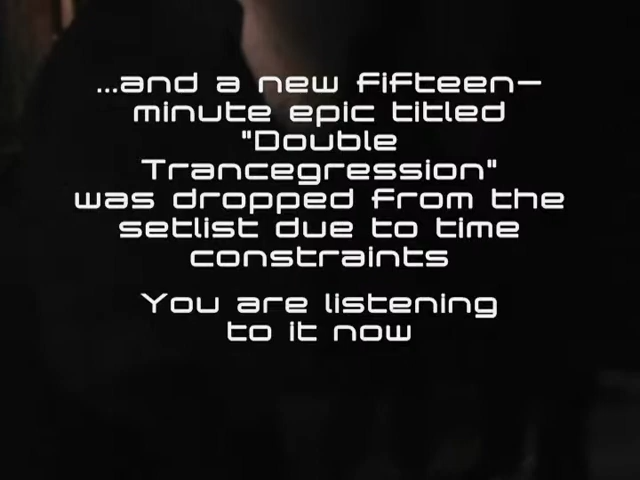 ...and a new fifteen-
minute epic titled
"Double
Trancegression"
was dropped from the
setlist due to time
constraints
You are listening
to it now